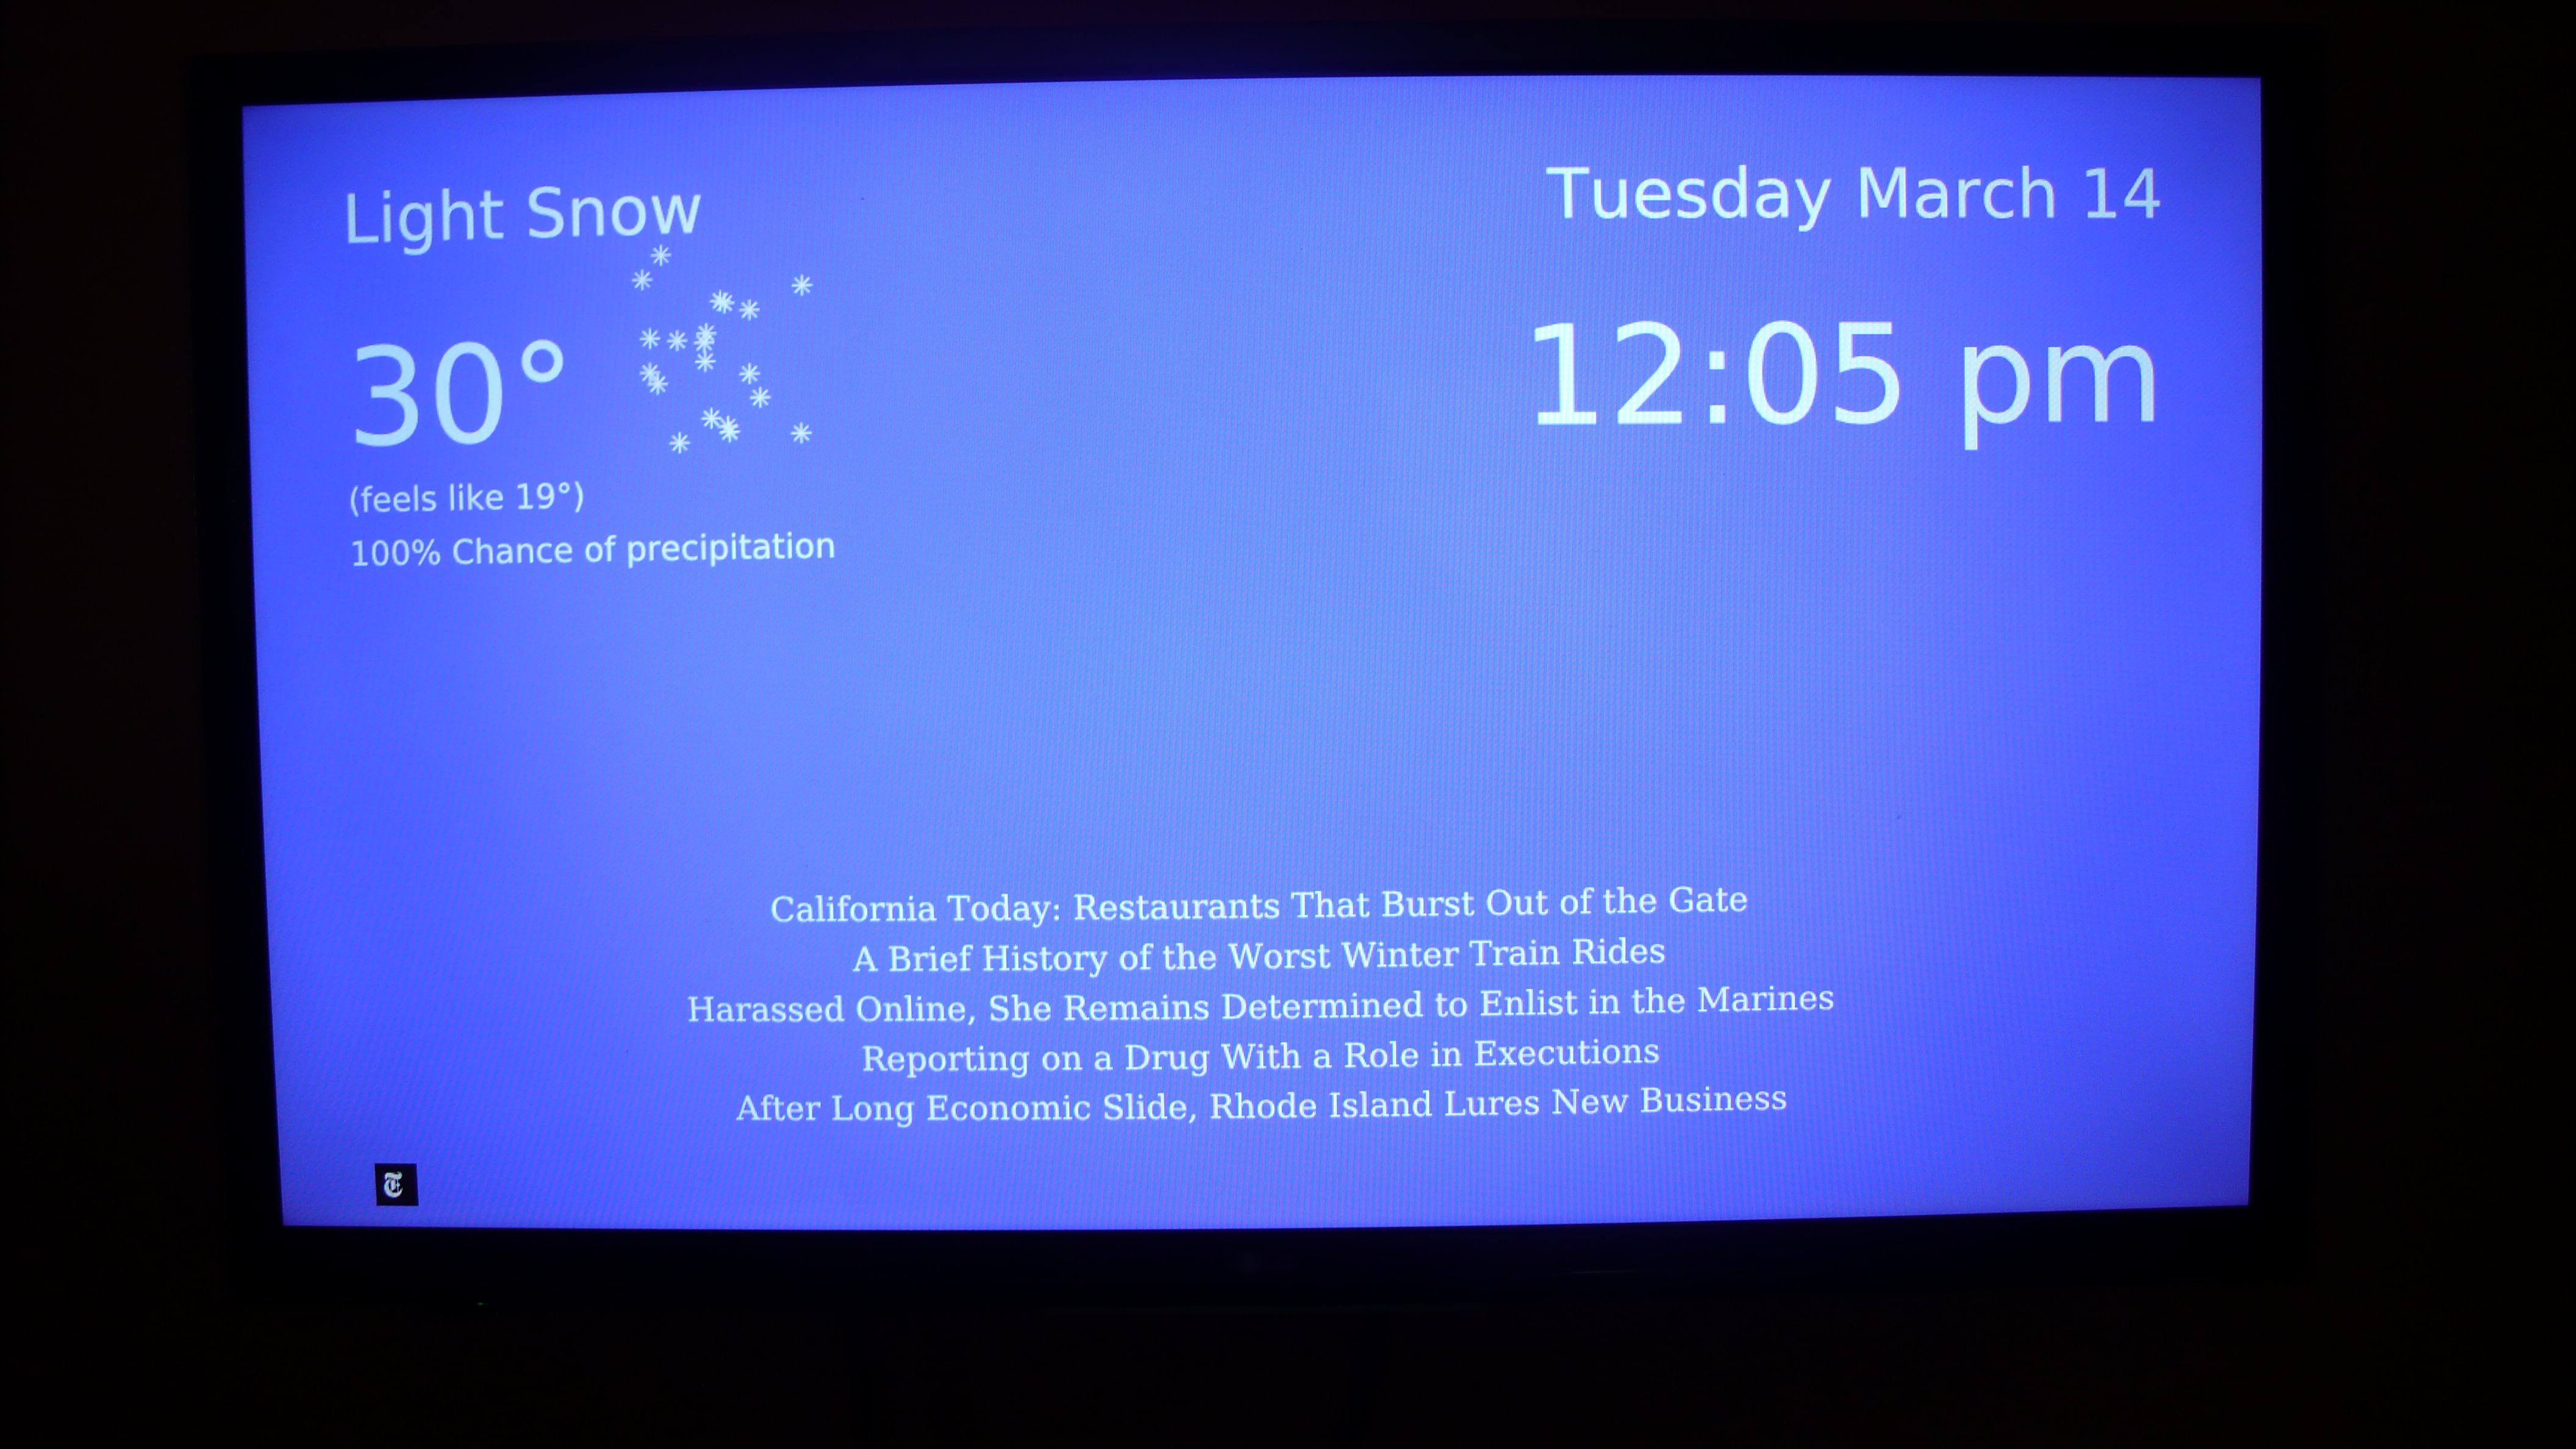 Light Snow
30°
(feels like 19°)
100% Chance of precipitation
Tuesday March 14
12:05 pm
California Today: Restaurants That Burst Out of the Gate
A Brief History of the Worst Winter Train Rides
Harassed Online, She Remains Determined to Enlist in the Marines
Reporting on a Drug With a Role in Executions
After Long Economic Slide, Rhode Island Lures New Business
T